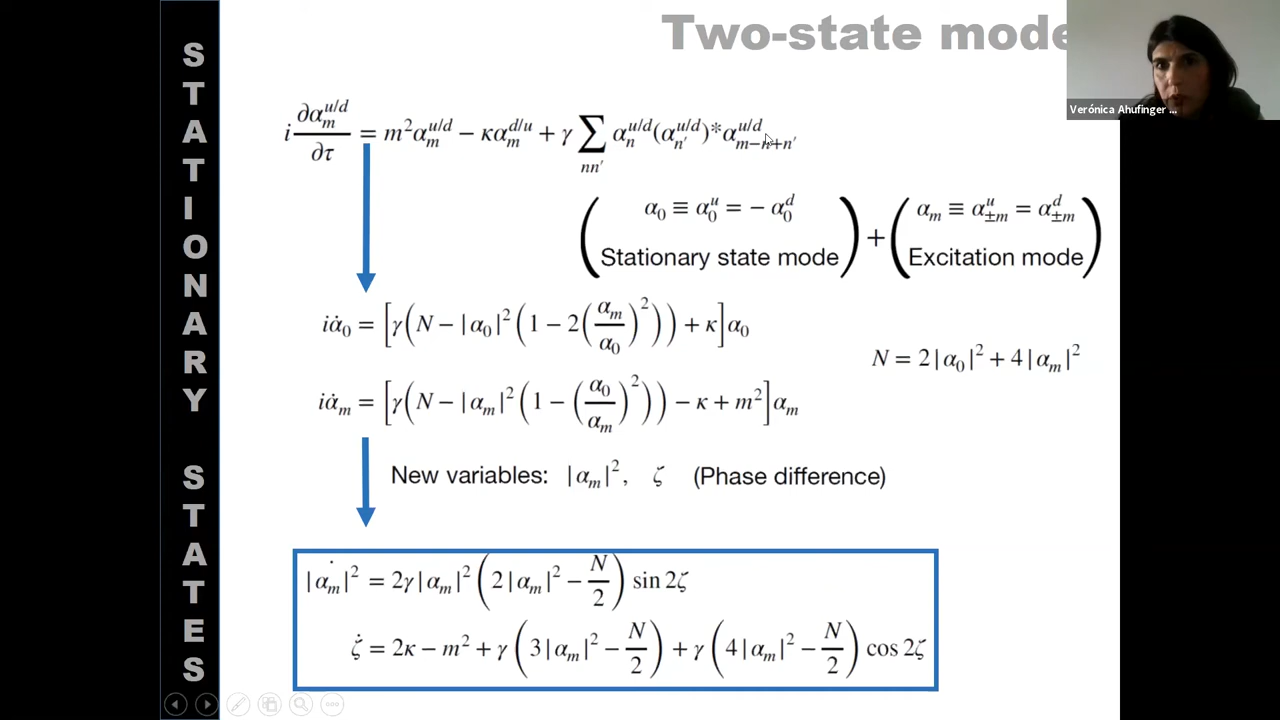 STATIONARY STATES
Two-state mode
Verónica Ahufinger
i ∂α_m^{u/d}/∂τ = m²α_m^{u/d} − κα_m^{d/u} + γ ∑_{nn′} α_n^{u/d}(α_{n′}^{u/d})*α_{m−n+n′}^{u/d}
(α₀ ≡ α₀^u = − α₀^d) + (α_m ≡ α_{±m}^u = α_{±m}^d)
Stationary state mode Excitation mode
iα̇₀ = [γ(N − |α₀|²(1 − 2(α_m/α₀)²)) + κ]α₀
N = 2|α₀|² + 4|α_m|²
iα̇_m = [γ(N − |α_m|²(1 − (α₀/α_m)²)) − κ + m²]α_m
New variables: |α_m|², ζ (Phase difference)
|α̇_m|² = 2γ|α_m|²(2|α_m|² − N/2) sin 2ζ
ζ̇ = 2κ − m² + γ(3|α_m|² − N/2) + γ(4|α_m|² − N/2) cos 2ζ